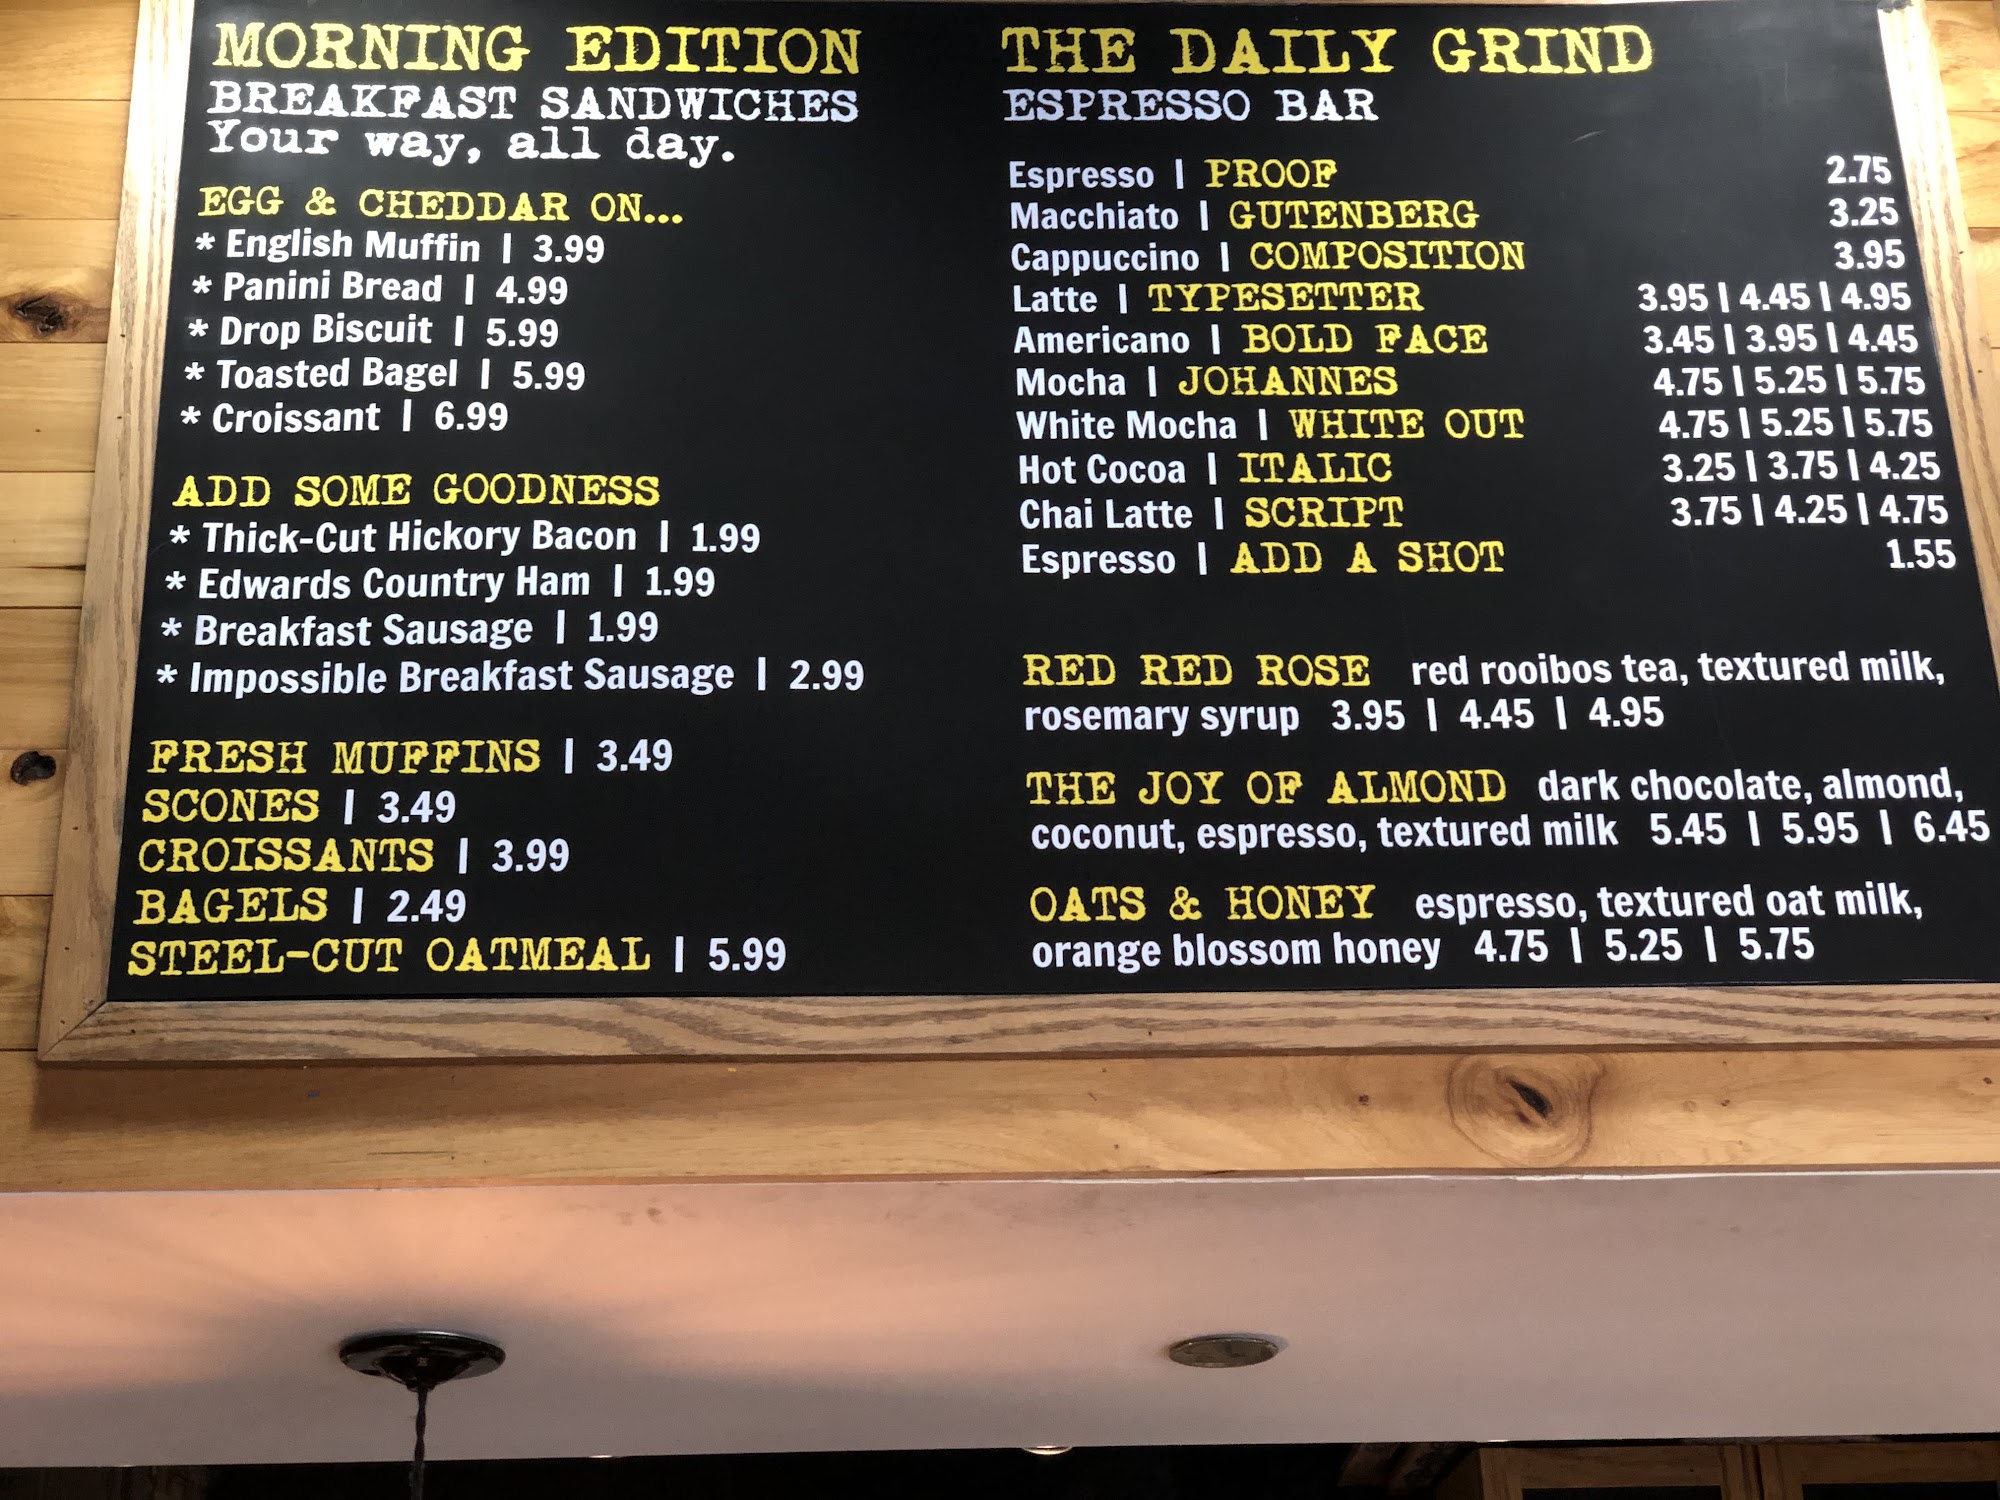 MORNING EDITION
BREAKFAST SANDWICHES
Your way, all day.
EGG & CHEDDAR ON...
* English Muffin | 3.99
* Panini Bread | 4.99
* Drop Biscuit | 5.99
* Toasted Bagel | 5.99
* Croissant | 6.99
ADD SOME GOODNESS
* Thick-Cut Hickory Bacon | 1.99
* Edwards Country Ham | 1.99
* Breakfast Sausage | 1.99
* Impossible Breakfast Sausage | 2.99
FRESH MUFFINS | 3.49
SCONES | 3.49
CROISSANTS | 3.99
BAGELS | 2.49
STEEL-CUT OATMEAL | 5.99
THE DAILY GRIND
ESPRESSO BAR
Espresso | PROOF 2.75
Macchiato | GUTENBERG 3.25
Cappuccino | COMPOSITION 3.95
Latte | TYPESETTER 3.95 | 4.45 | 4.95
Americano | BOLD FACE 3.45 | 3.95 | 4.45
Mocha | JOHANNES 4.75 | 5.25 | 5.75
White Mocha | WHITE OUT 4.75 | 5.25 | 5.75
Hot Cocoa | ITALIC 3.25 | 3.75 | 4.25
Chai Latte | SCRIPT 3.75 | 4.25 | 4.75
Espresso | ADD A SHOT 1.55
RED RED ROSE red rooibos tea, textured milk,
rosemary syrup 3.95 | 4.45 | 4.95
THE JOY OF ALMOND dark chocolate, almond,
coconut, espresso, textured milk 5.45 | 5.95 | 6.45
OATS & HONEY espresso, textured oat milk,
orange blossom honey 4.75 | 5.25 | 5.75